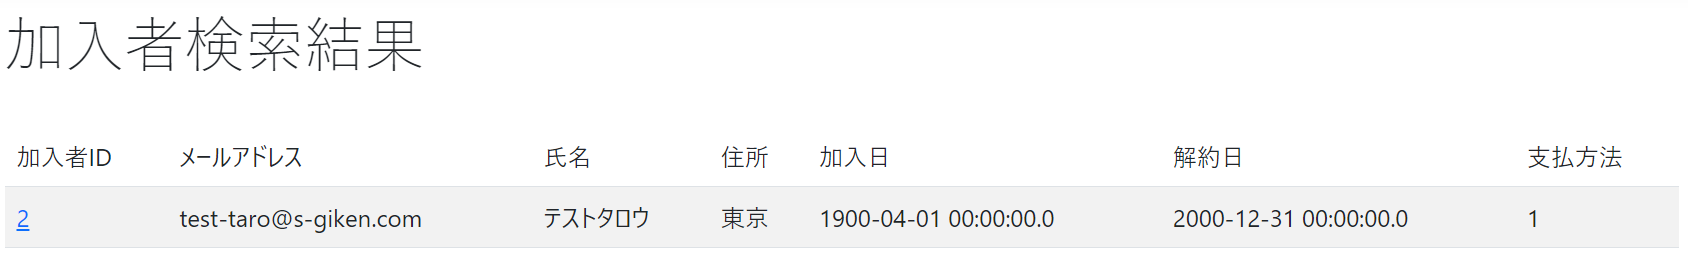 加入者検索結果
加入者ID メールアドレス 氏名 住所 加入日 解約日 支払方法
2 test-taro@s-giken.com テストタロウ 東京 1900-04-01 00:00:00.0 2000-12-31 00:00:00.0 1